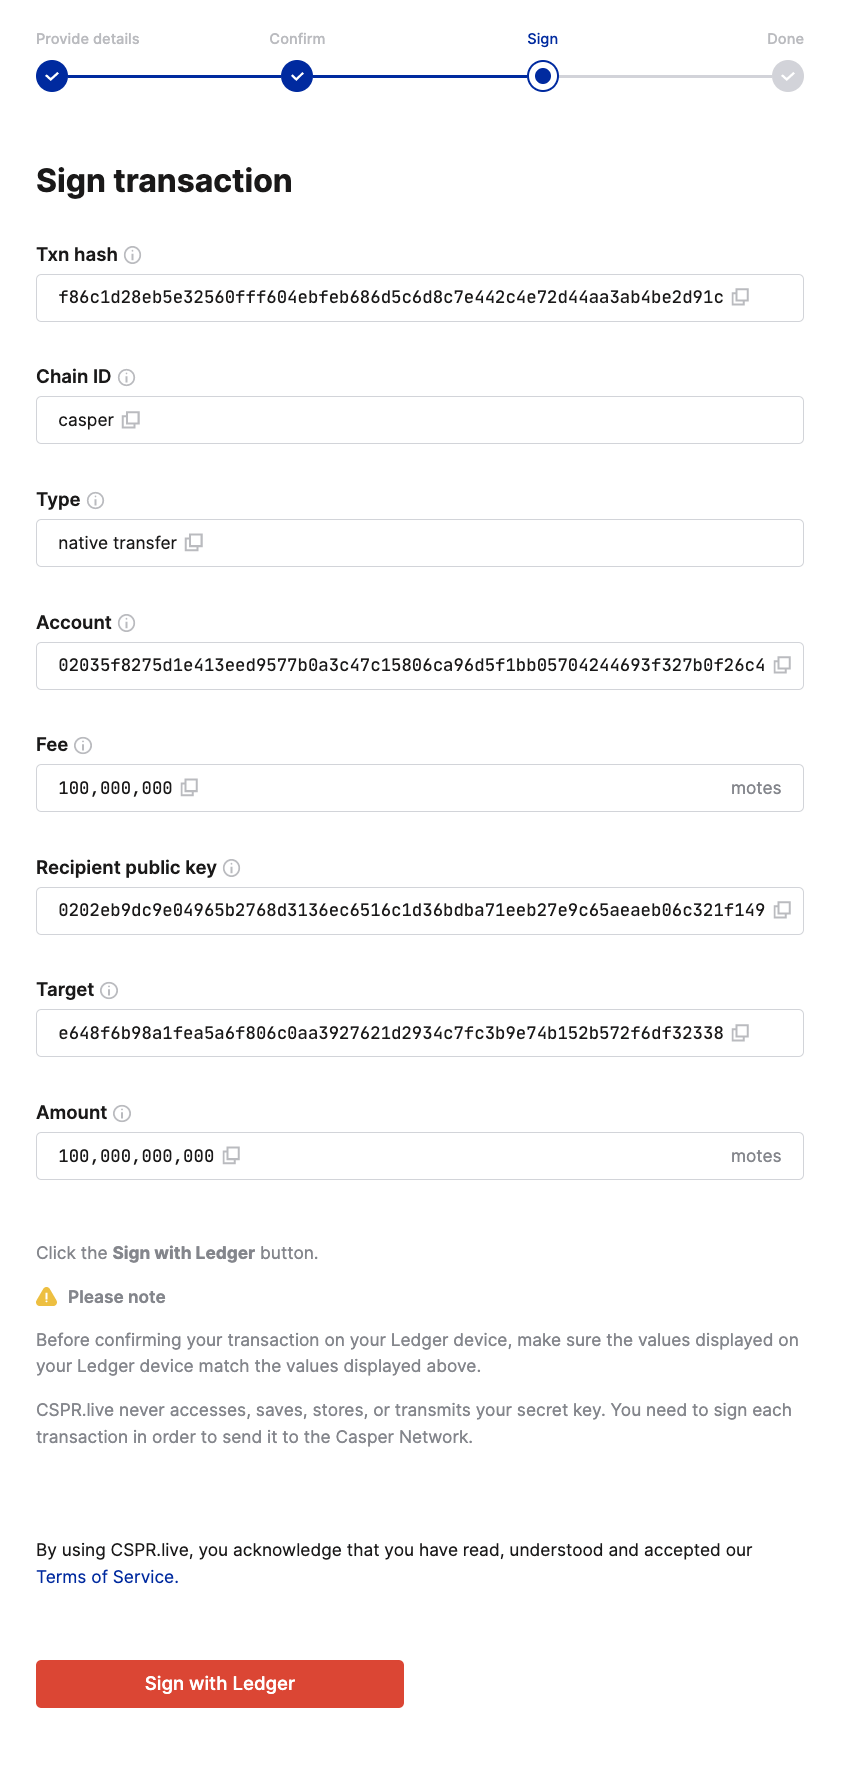 Provide details Confirm Sign Done
Sign transaction
Txn hash
f86c1d28eb5e32560fff604ebfeb686d5c6d8c7e442c4e72d44aa3ab4be2d91c
Chain ID
casper
Type
native transfer
Account
02035f8275d1e413eed9577b0a3c47c15806ca96d5f1bb05704244693f327b0f26c4
Fee
100,000,000 motes
Recipient public key
0202eb9dc9e04965b2768d3136ec6516c1d36bdba71eeb27e9c65aeaeb06c321f149
Target
e648f6b98a1fea5a6f806c0aa3927621d2934c7fc3b9e74b152b572f6df32338
Amount
100,000,000,000 motes
Click the Sign with Ledger button.
Please note
Before confirming your transaction on your Ledger device, make sure the values displayed on
your Ledger device match the values displayed above.
CSPR.live never accesses, saves, stores, or transmits your secret key. You need to sign each
transaction in order to send it to the Casper Network.
By using CSPR.live, you acknowledge that you have read, understood and accepted our
Terms of Service.
Sign with Ledger